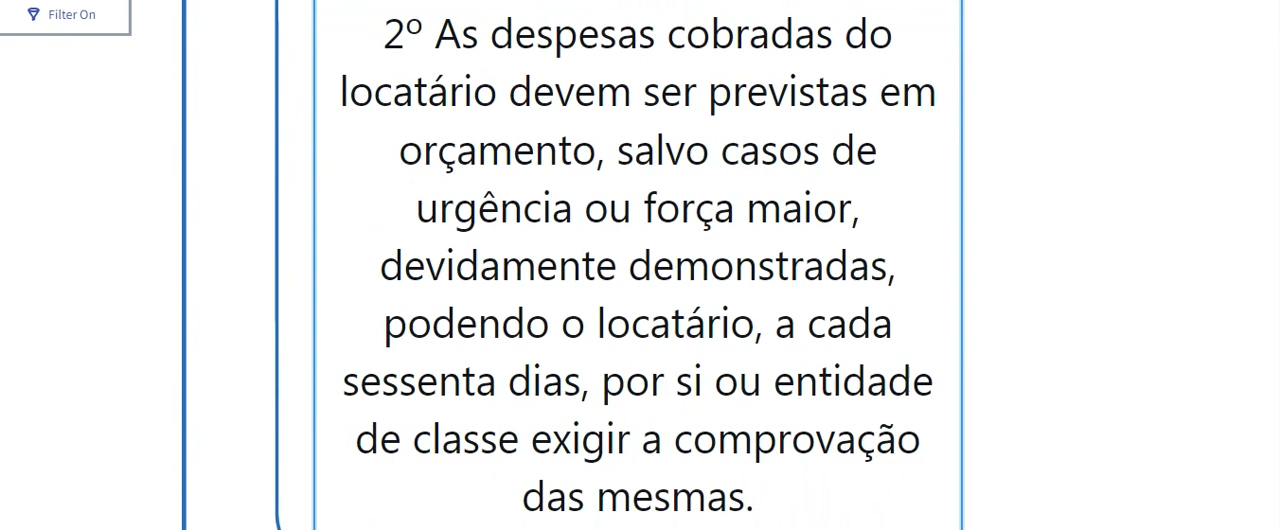 Filter On
2º As despesas cobradas do
locatário devem ser previstas em
orçamento, salvo casos de
urgência ou força maior,
devidamente demonstradas,
podendo o locatário, a cada
sessenta dias, por si ou entidade
de classe exigir a comprovação
das mesmas.